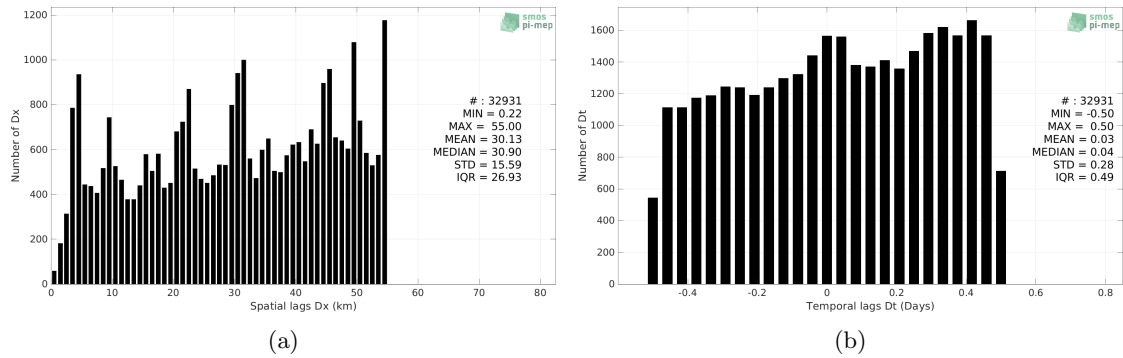 1200
1000
800
600
400
200
0
0 10 20 30 40 50 60 70 80
Number of Dx
Spatial lags Dx (km)
smos
pi-mep
# : 32931
MIN = 0.22
MAX = 55.00
MEAN = 30.13
MEDIAN = 30.90
STD = 15.59
IQR = 26.93
(a)
1600
1400
1200
1000
800
600
400
200
0
-0.4 -0.2 0 0.2 0.4 0.6 0.8
Number of Dt
Temporal lags Dt (Days)
smos
pi-mep
# : 32931
MIN = -0.50
MAX = 0.50
MEAN = 0.03
MEDIAN = 0.04
STD = 0.28
IQR = 0.49
(b)